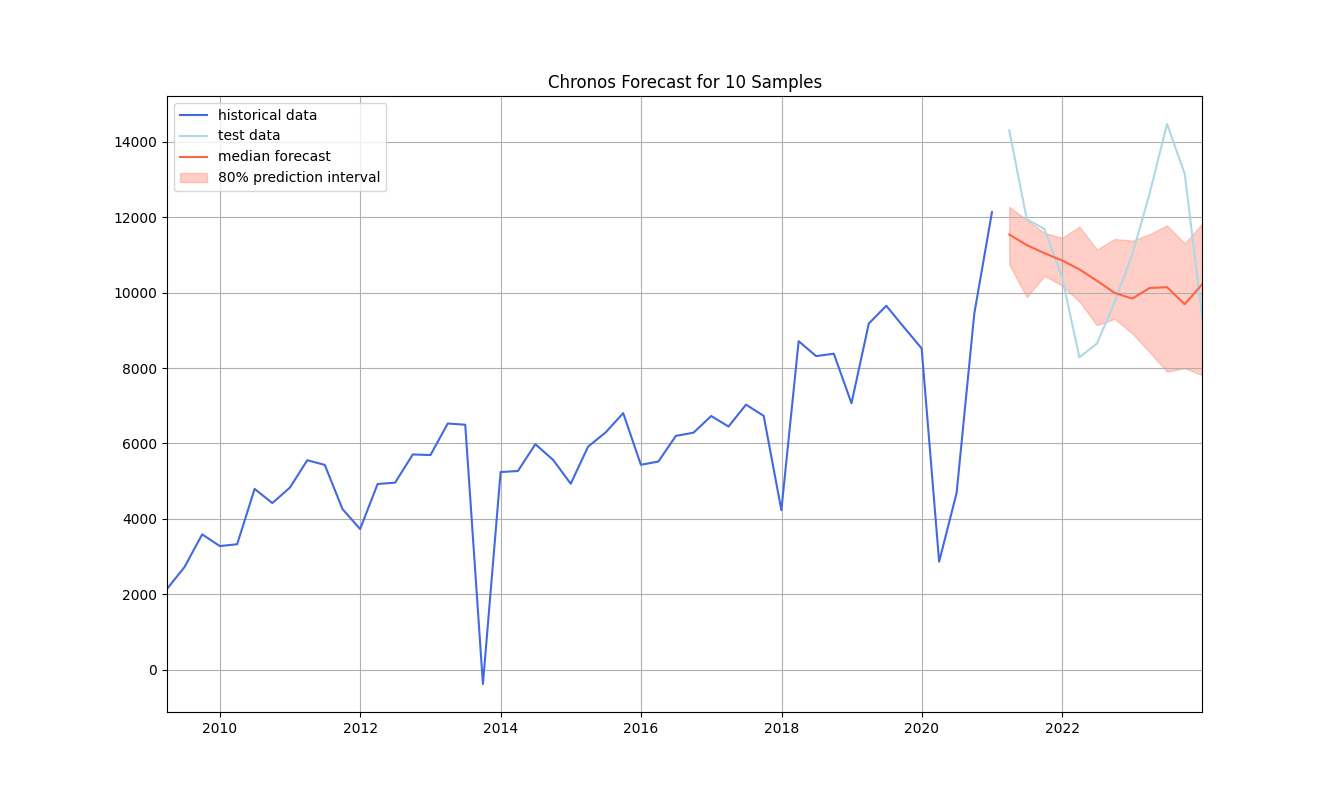 Chronos Forecast for 10 Samples
historical data
test data
median forecast
80% prediction interval
14000
12000
10000
8000
6000
4000
2000
0
2010 2012 2014 2016 2018 2020 2022